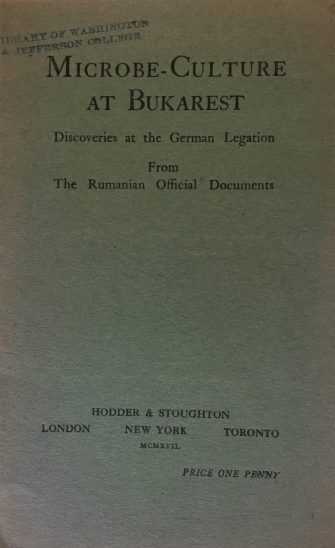 LIBRARY OF WASHINGTON
& JEFFERSON COLLEGE.
MICROBE-CULTURE
AT BUKAREST
Discoveries at the German Legation
From
The Rumanian Official Documents
HODDER & STOUGHTON
LONDON NEW YORK TORONTO
MCMXVII.
PRICE ONE PENNY